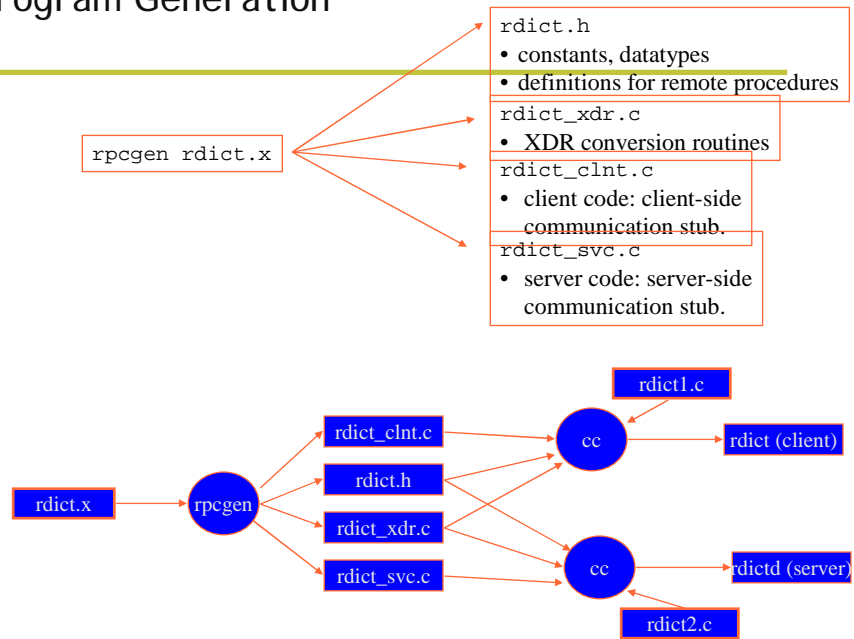 rogram Generation
rdict.h
• constants, datatypes
• definitions for remote procedures
rdict_xdr.c
• XDR conversion routines
rpcgen rdict.x
rdict_clnt.c
• client code: client-side
communication stub.
rdict_svc.c
• server code: server-side
communication stub.
rdict1.c
rdict_clnt.c
cc
rdict (client)
rdict.h
rdict.x
rpcgen
rdict_xdr.c
rdict_svc.c
cc
rdictd (server)
rdict2.c